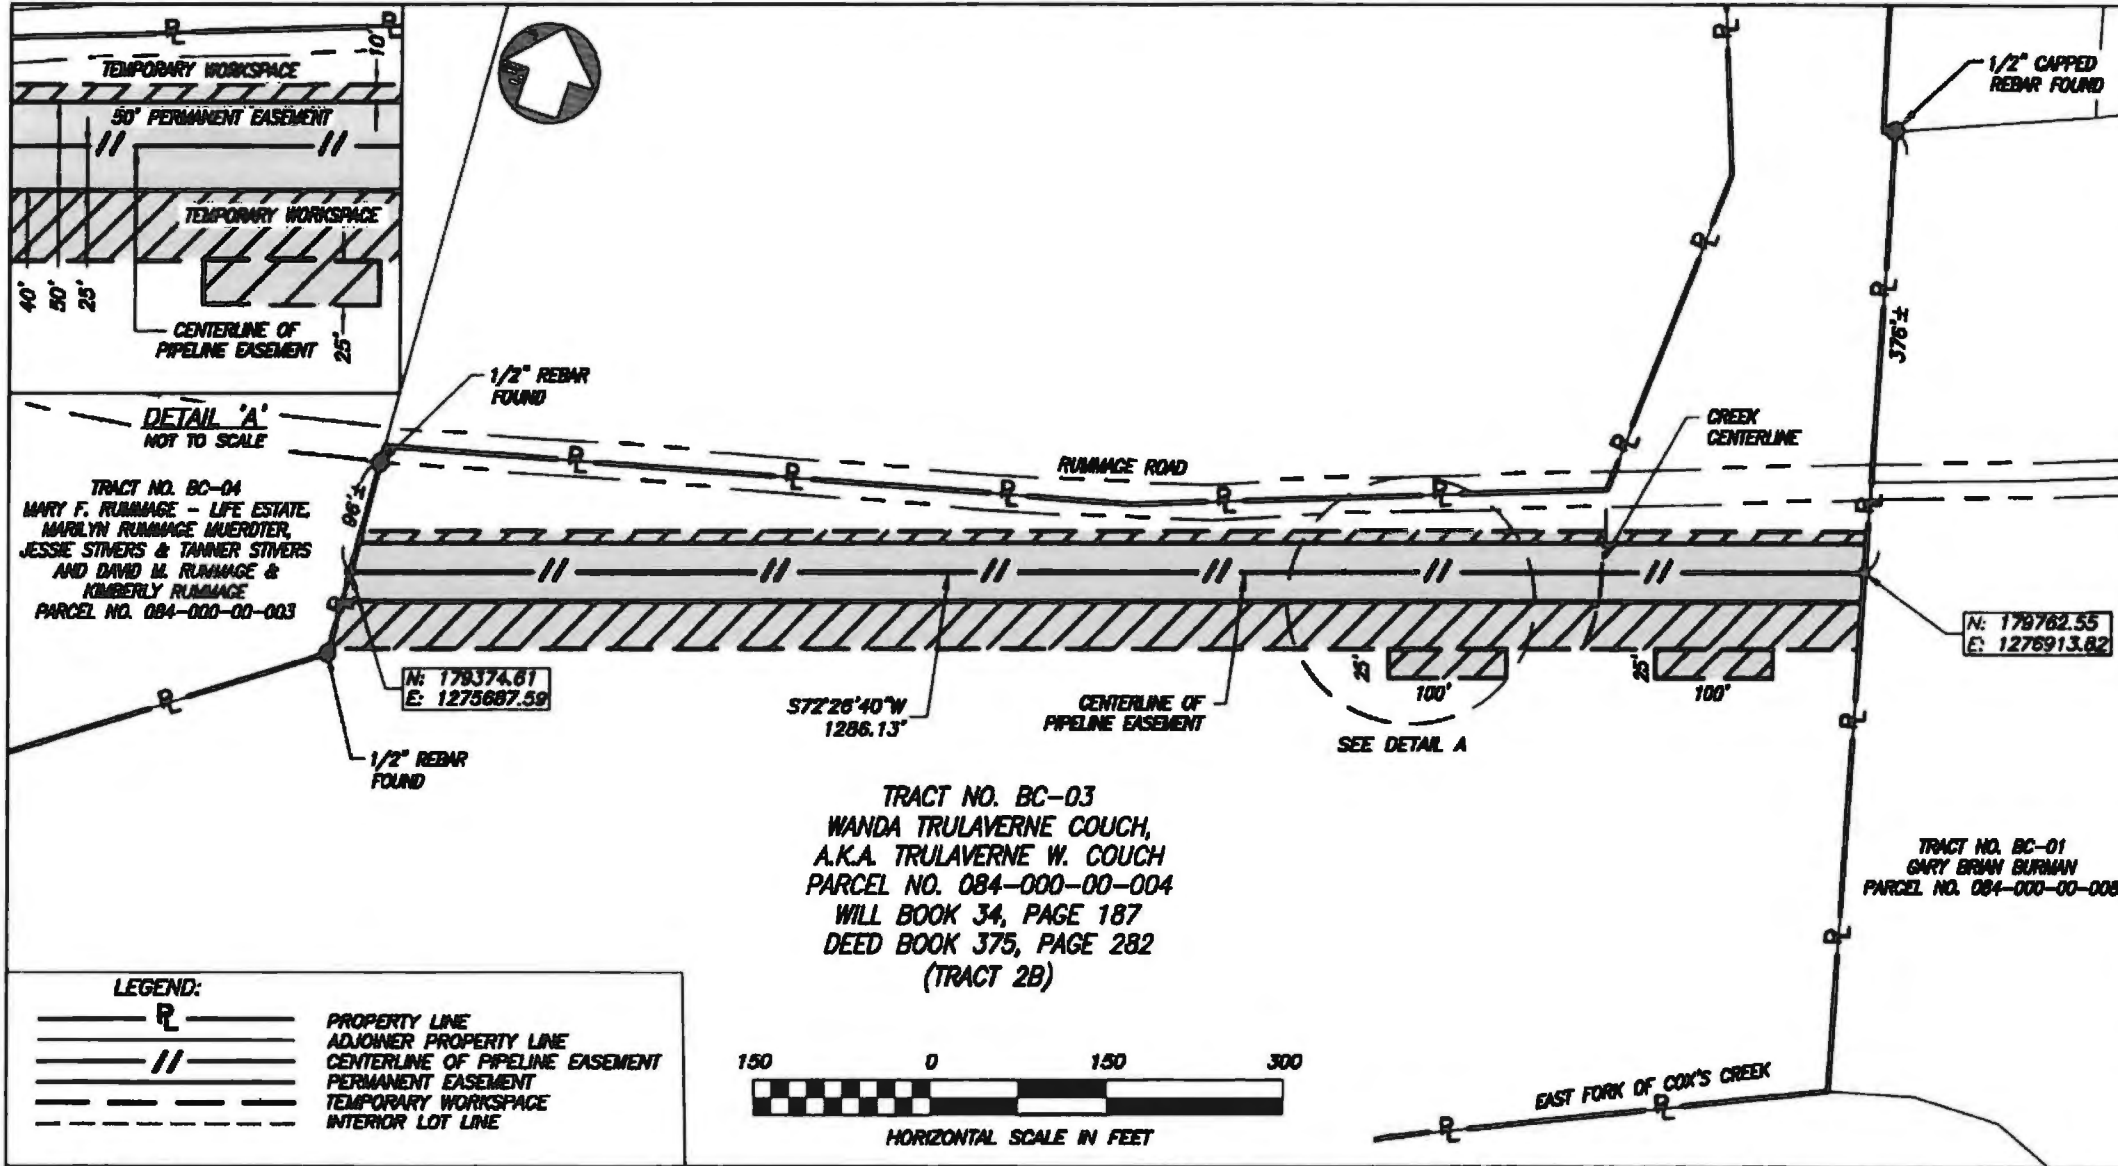 10'
TEMPORARY WORKSPACE
50' PERMANENT EASEMENT
TEMPORARY WORKSPACE
40'
50'
25'
CENTERLINE OF
PIPELINE EASEMENT
25'
DETAIL 'A'
NOT TO SCALE
TRACT NO. BC-04
MARY F. RUMMAGE - LIFE ESTATE,
MARILYN RUMMAGE MUERDTER,
JESSIE STIVERS & TANNER STIVERS
AND DAVID M. RUMMAGE &
KIMBERLY RUMMAGE
PARCEL NO. 084-000-00-003
1/2" REBAR
FOUND
96'±
RUMMAGE ROAD
CREEK
CENTERLINE
1/2" CAPPED
REBAR FOUND
376'±
N: 179762.55
E: 1276913.82
N: 179374.61
E: 1275687.59
1/2" REBAR
FOUND
S72°26'40"W
1286.13'
CENTERLINE OF
PIPELINE EASEMENT
25'
100'
25'
100'
SEE DETAIL A
TRACT NO. BC-03
WANDA TRULAVERNE COUCH,
A.K.A. TRULAVERNE W. COUCH
PARCEL NO. 084-000-00-004
WILL BOOK 34, PAGE 187
DEED BOOK 375, PAGE 282
(TRACT 2B)
TRACT NO. BC-01
GARY BRIAN BURMAN
PARCEL NO. 084-000-00-008
LEGEND:
PL PROPERTY LINE
ADJOINER PROPERTY LINE
// CENTERLINE OF PIPELINE EASEMENT
PERMANENT EASEMENT
TEMPORARY WORKSPACE
INTERIOR LOT LINE
150 0 150 300
HORIZONTAL SCALE IN FEET
EAST FORK OF COX'S CREEK